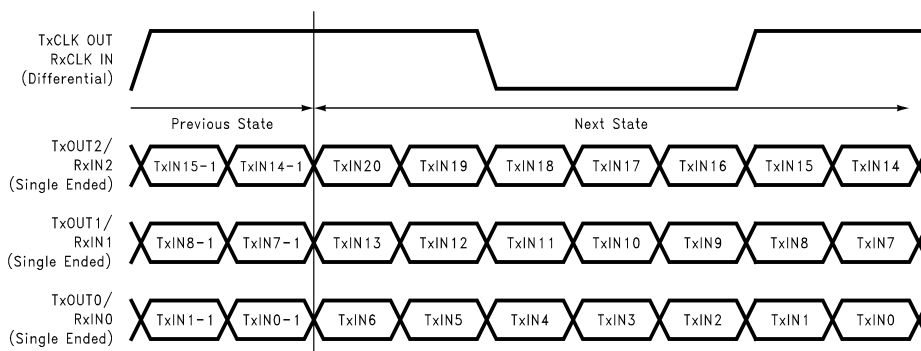 TxCLK OUT
RxCLK IN
(Differential)
Previous State
Next State
TxOUT2/
RxIN2
(Single Ended)
TxIN15-1 TxIN14-1 TxIN20 TxIN19 TxIN18 TxIN17 TxIN16 TxIN15 TxIN14
TxOUT1/
RxIN1
(Single Ended)
TxIN8-1 TxIN7-1 TxIN13 TxIN12 TxIN11 TxIN10 TxIN9 TxIN8 TxIN7
TxOUT0/
RxIN0
(Single Ended)
TxIN1-1 TxIN0-1 TxIN6 TxIN5 TxIN4 TxIN3 TxIN2 TxIN1 TxIN0